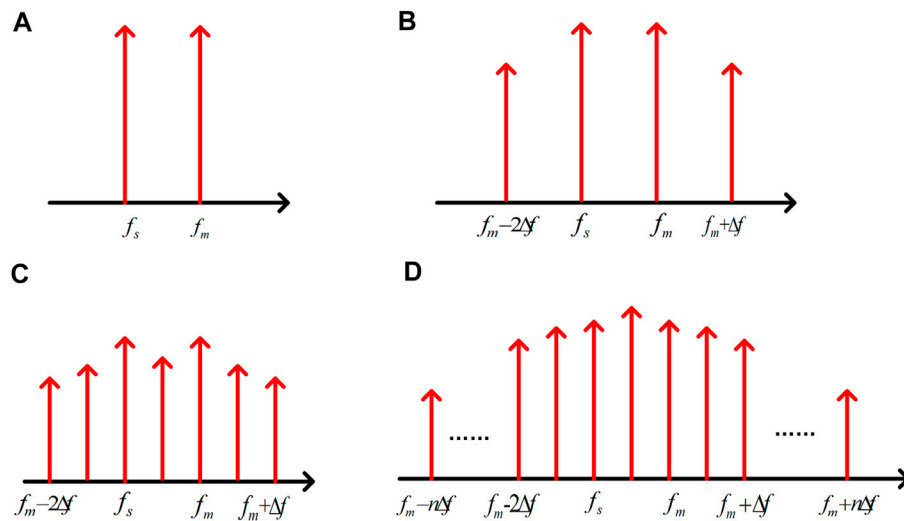 A
f_s f_m
B
f_m−2Δf f_s f_m f_m+Δf
C
f_m−2Δf f_s f_m f_m+Δf
D
...... ......
f_m−nΔf f_m-2Δf f_s f_m f_m+Δf f_m+nΔf